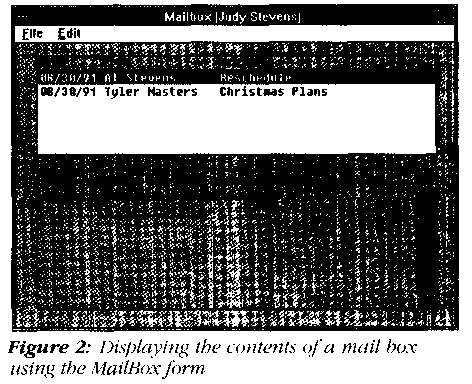 Mailbox [Judy Stevens]
File Edit
08/30/91 Al Stevens Reschedule
08/30/91 Tyler Masters Christmas Plans
Figure 2: Displaying the contents of a mail box
using the MailBox form